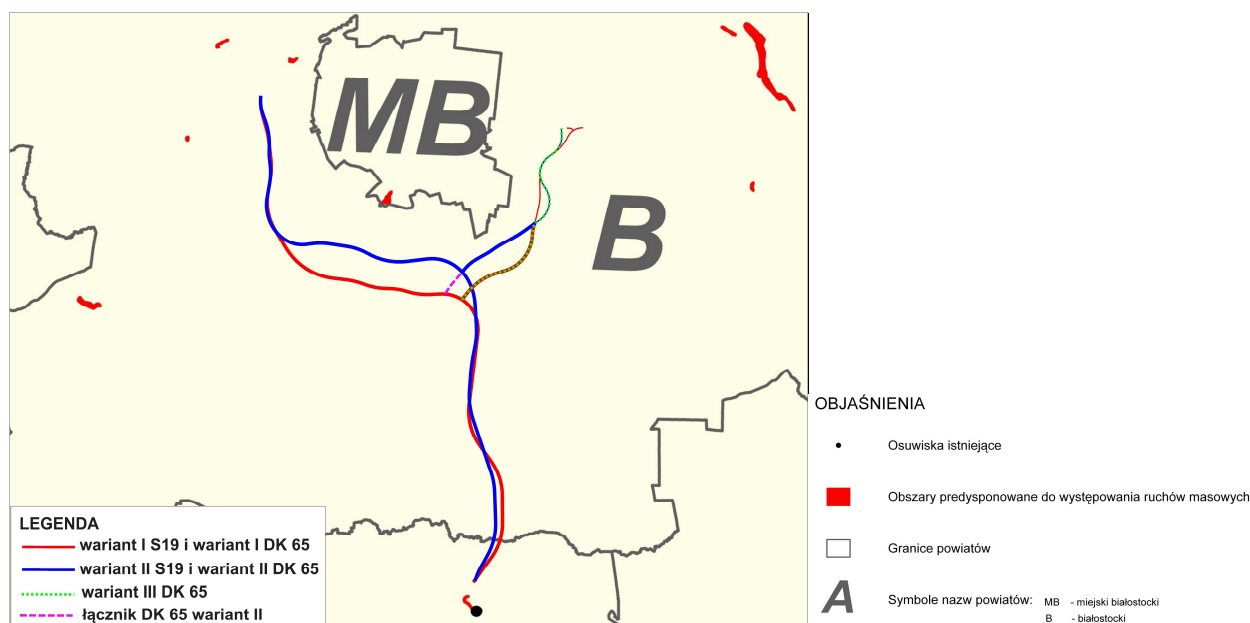 MB
B
LEGENDA
wariant I S19 i wariant I DK 65
wariant II S19 i wariant II DK 65
wariant III DK 65
łącznik DK 65 wariant II
OBJAŚNIENIA
Osuwiska istniejące
Obszary predysponowane do występowania ruchów masowych
Granice powiatów
A Symbole nazw powiatów: MB - miejski białostocki
B - białostocki